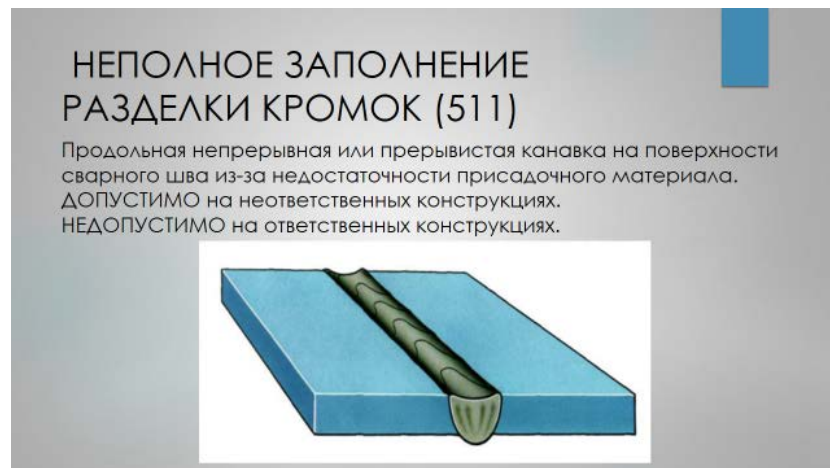 НЕПОЛНОЕ ЗАПОЛНЕНИЕ
РАЗДЕЛКИ КРОМОК (511)
Продольная непрерывная или прерывистая канавка на поверхности
сварного шва из-за недостаточности присадочного материала.
ДОПУСТИМО на неответственных конструкциях.
НЕДОПУСТИМО на ответственных конструкциях.